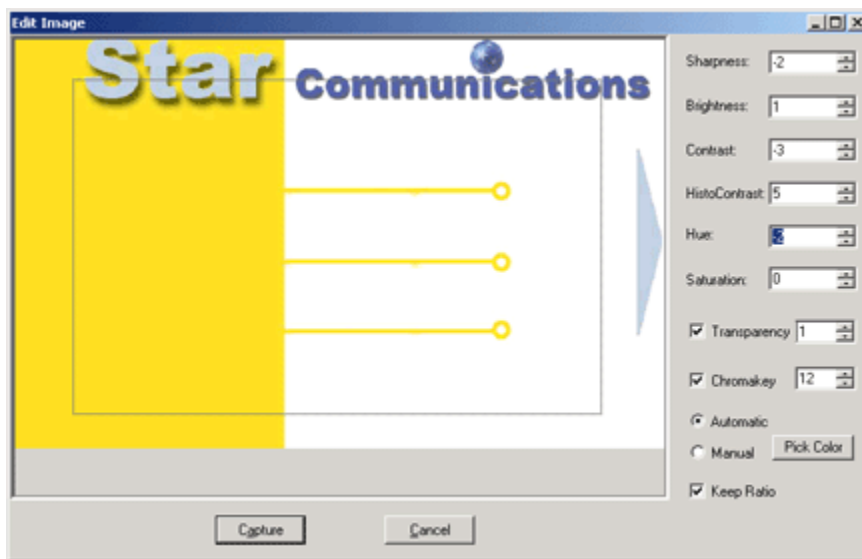 Edit Image
Star Communications
Sharpness: -2
Brightness: 1
Contrast: -3
HistoContrast: 5
Hue: -2
Saturation: 0
Transparency 1
Chromakey 12
Automatic
Manual Pick Color
Keep Ratio
Capture Cancel